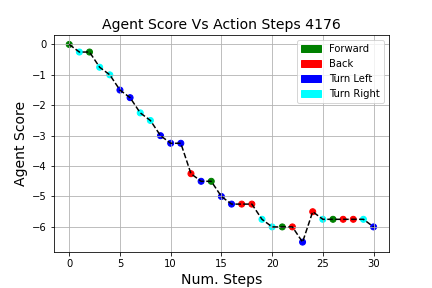 Agent Score Vs Action Steps 4176
Forward
Back
Turn Left
Turn Right
Agent Score
0
−1
−2
−3
−4
−5
−6
0 5 10 15 20 25 30
Num. Steps